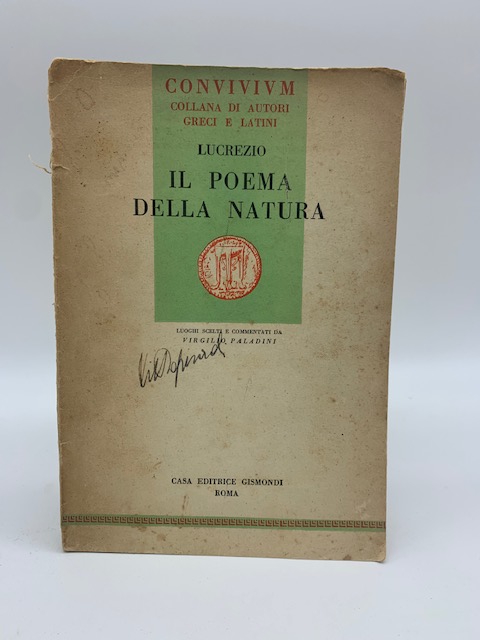 CONVIVIVM
COLLANA DI AUTORI
GRECI E LATINI
LUCREZIO
IL POEMA
DELLA NATURA
LUOGHI SCELTI E COMMENTATI DA
VIRGILIO PALADINI
CASA EDITRICE GISMONDI
ROMA